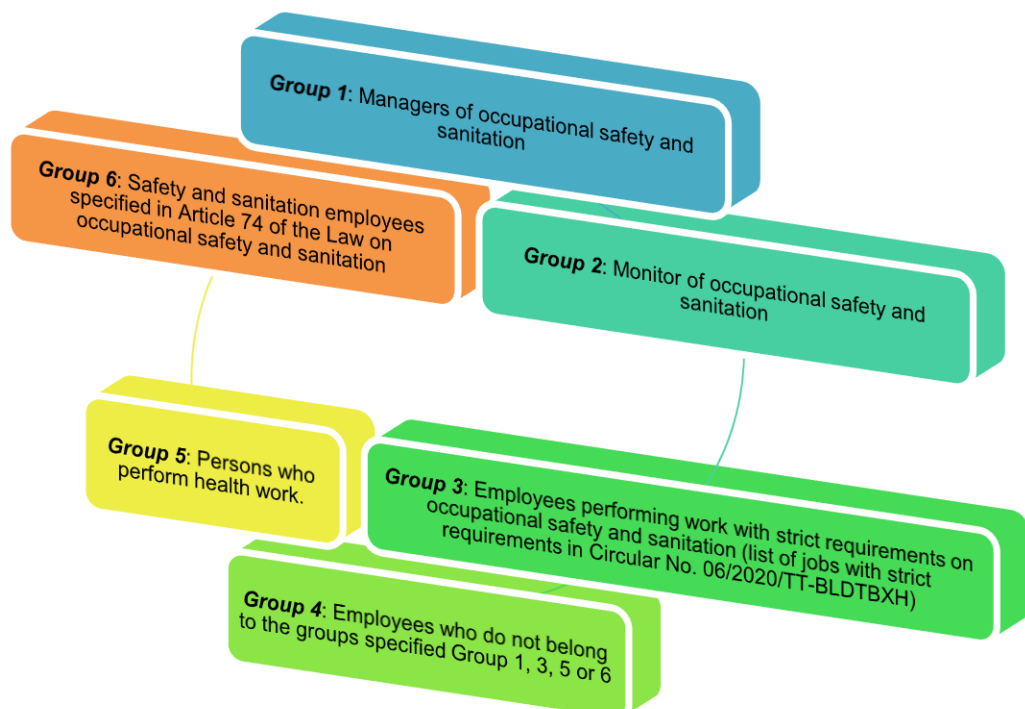 Group 1: Managers of occupational safety and
sanitation
Group 6: Safety and sanitation employees
specified in Article 74 of the Law on
occupational safety and sanitation
Group 2: Monitor of occupational safety and
sanitation
Group 5: Persons who
perform health work.
Group 3: Employees performing work with strict requirements on
occupational safety and sanitation (list of jobs with strict
requirements in Circular No. 06/2020/TT-BLDTBXH)
Group 4: Employees who do not belong
to the groups specified Group 1, 3, 5 or 6